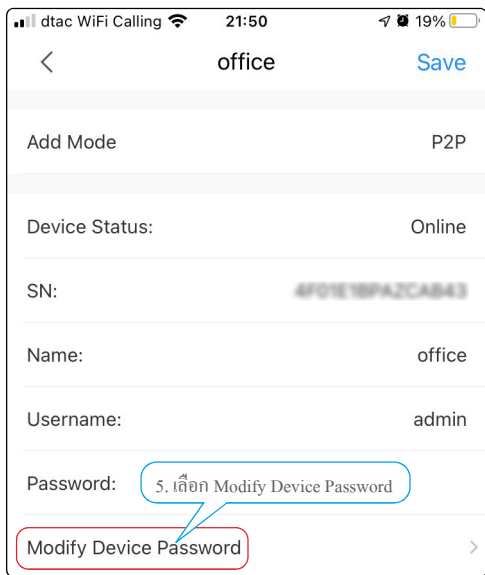 dtac WiFi Calling 21:50 19%
office Save
Add Mode P2P
Device Status: Online
SN:
Name: office
Username: admin
Password: 5. เลือก Modify Device Password
Modify Device Password